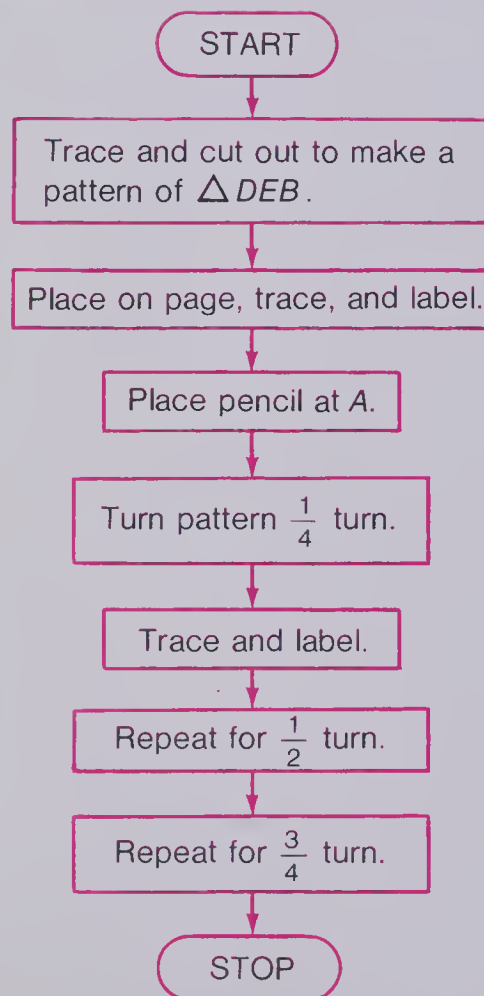 START
Trace and cut out to make a
pattern of △DEB.
Place on page, trace, and label.
Place pencil at A.
Turn pattern 1/4 turn.
Trace and label.
Repeat for 1/2 turn.
Repeat for 3/4 turn.
STOP